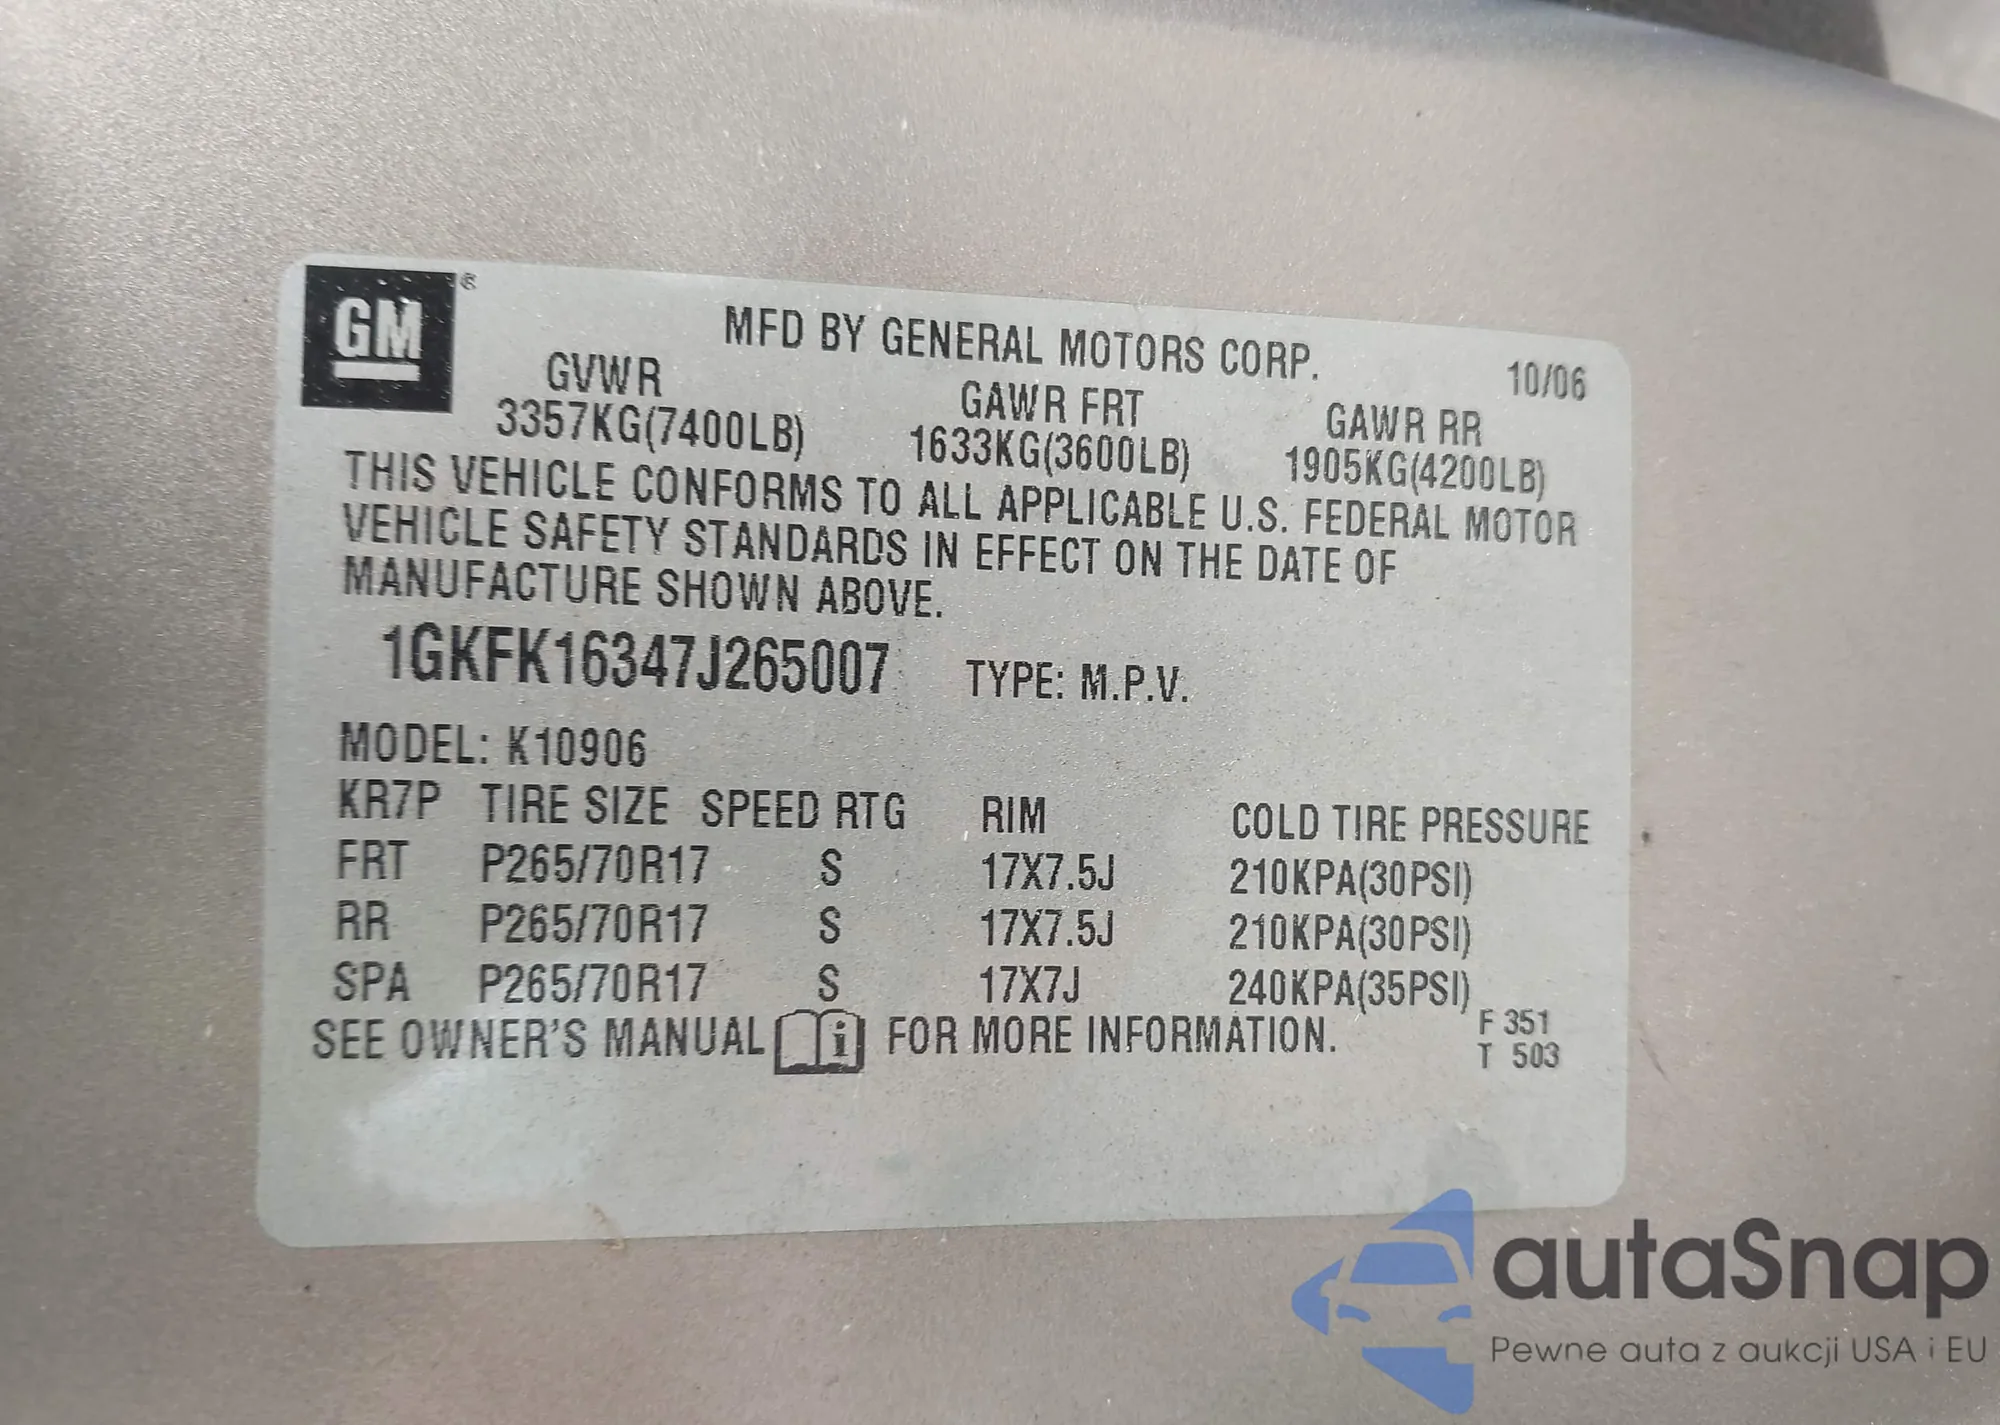 GM ®
MFD BY GENERAL MOTORS CORP.
10/06
GVWR GAWR FRT GAWR RR
3357KG(7400LB) 1633KG(3600LB) 1905KG(4200LB)
THIS VEHICLE CONFORMS TO ALL APPLICABLE U.S. FEDERAL MOTOR
VEHICLE SAFETY STANDARDS IN EFFECT ON THE DATE OF
MANUFACTURE SHOWN ABOVE.
1GKFK16347J265007 TYPE: M.P.V.
MODEL: K10906
KR7P TIRE SIZE SPEED RTG RIM COLD TIRE PRESSURE
FRT P265/70R17 S 17X7.5J 210KPA(30PSI)
RR P265/70R17 S 17X7.5J 210KPA(30PSI)
SPA P265/70R17 S 17X7J 240KPA(35PSI)
SEE OWNER'S MANUAL i FOR MORE INFORMATION.
F 351
T 503
autaSnap
Pewne auta z aukcji USA i EU